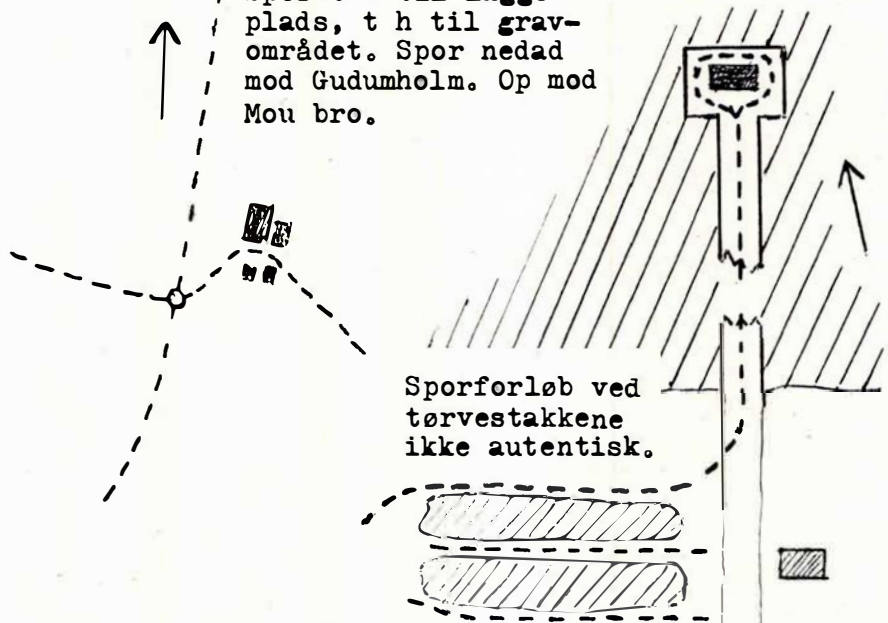 plads, t h til grav-
området. Spor nedad
mod Gudumholm. Op mod
Mou bro.
Sporforløb ved
tørvestakkene
ikke autentisk.